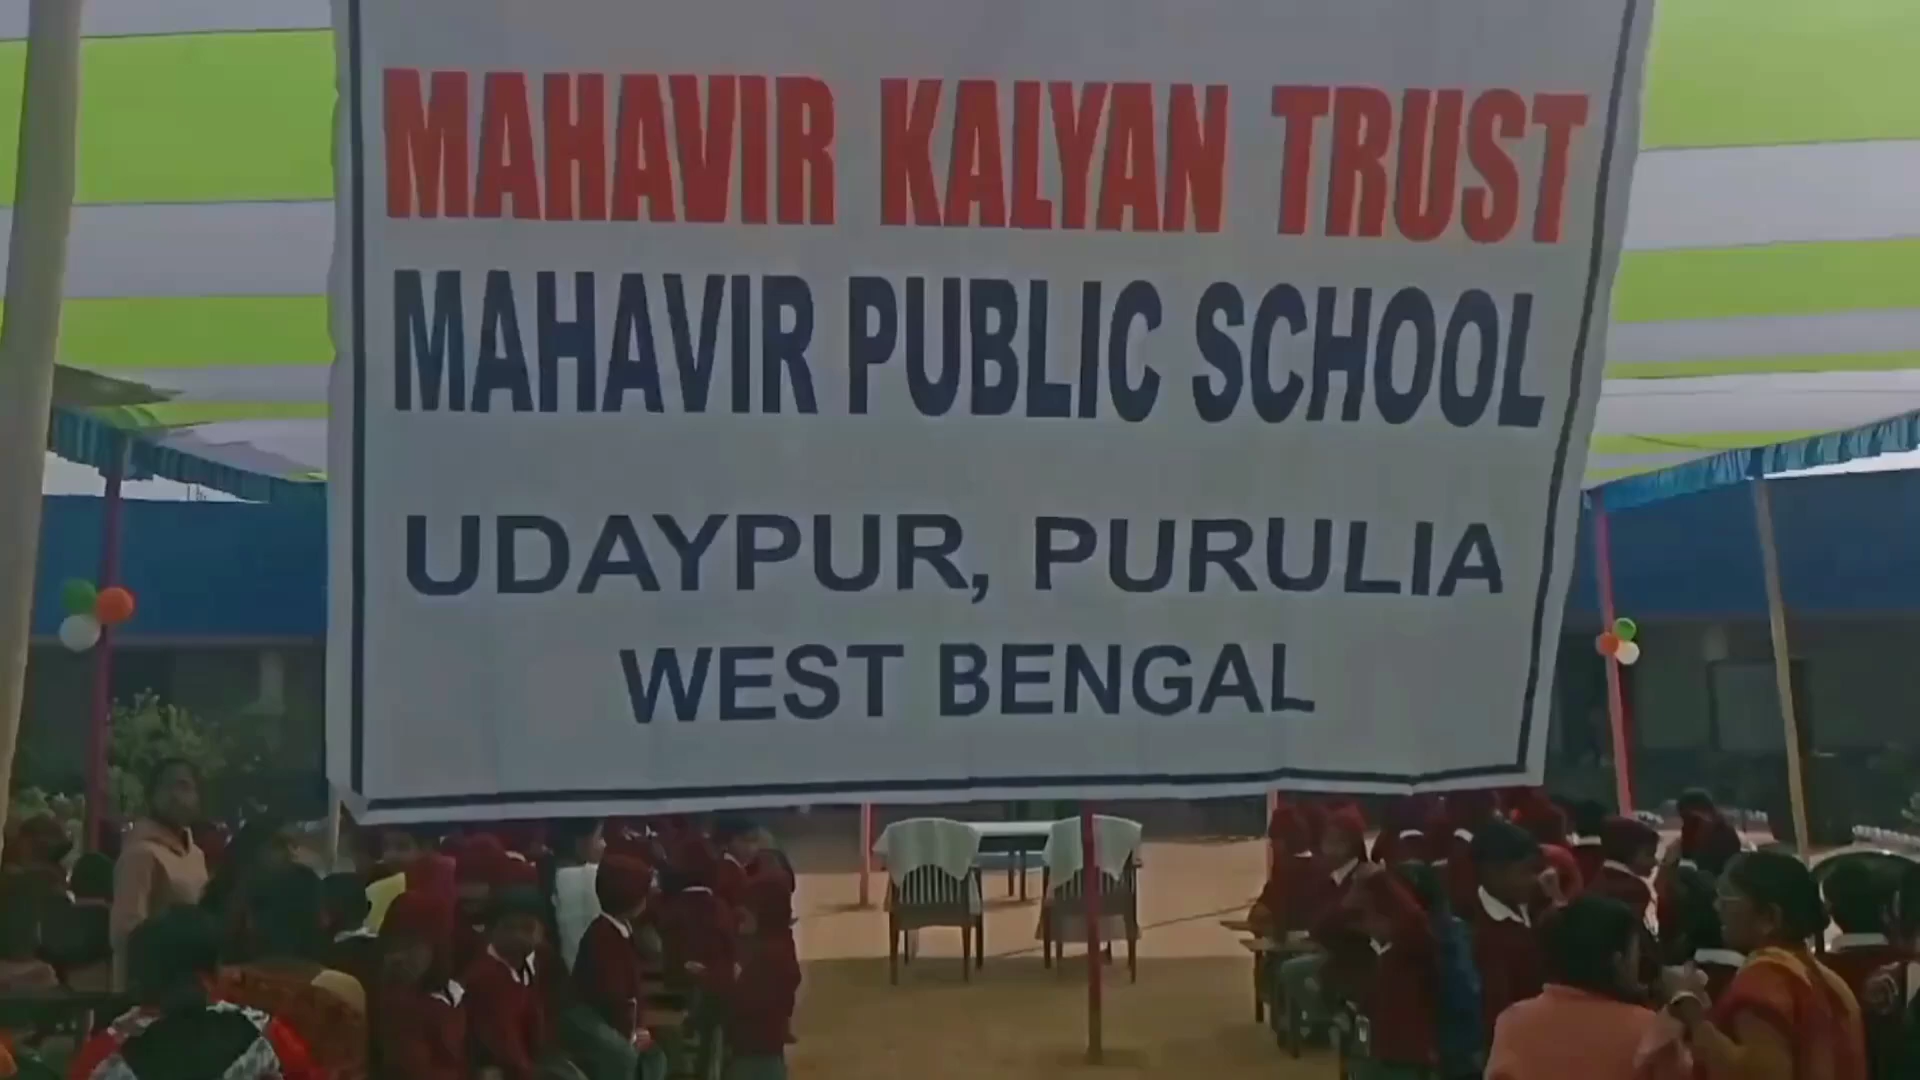 MAHAVIR KALYAN TRUST
MAHAVIR PUBLIC SCHOOL
UDAYPUR, PURULIA
WEST BENGAL